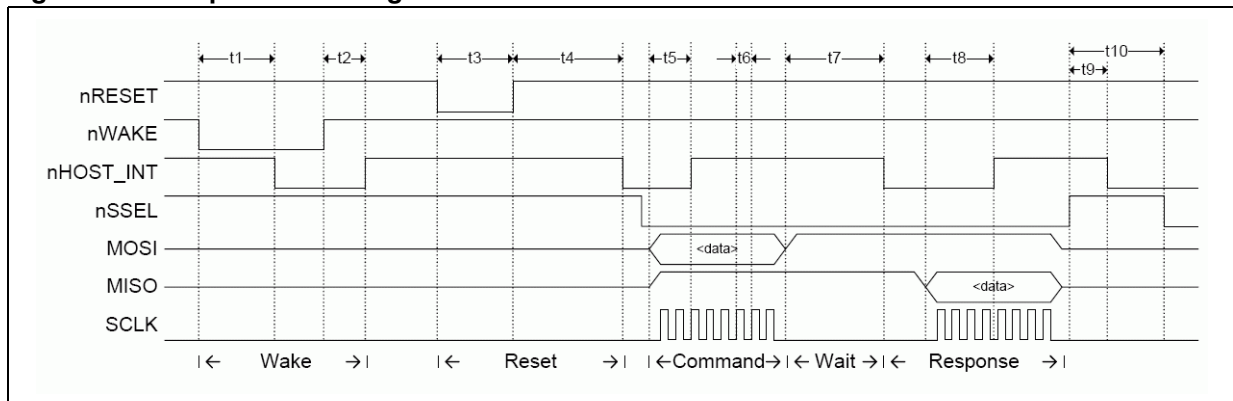 t1 t2 t3 t4 t5 t6 t7 t8 t10
t9
nRESET
nWAKE
nHOST_INT
nSSEL
MOSI <data>
MISO <data>
SCLK
|← Wake →| |← Reset →| |←Command→|← Wait →|← Response →|